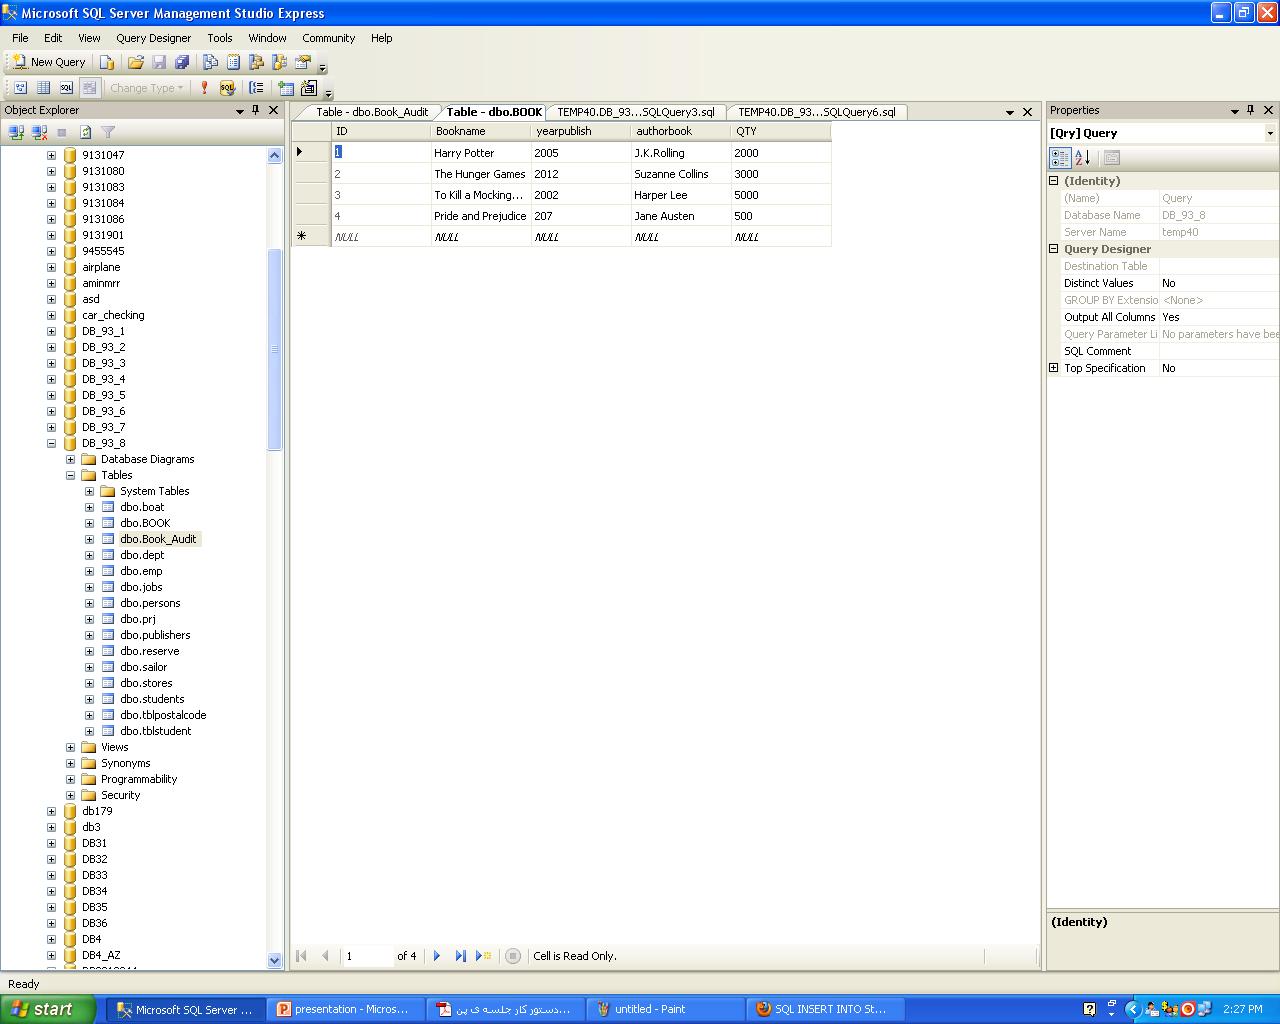 Microsoft SQL Server Management Studio Express
File Edit View Query Designer Tools Window Community Help
New Query
Change Type
Object Explorer
9131047
9131080
9131083
9131084
9131086
9131901
9455545
airplane
aminmrr
asd
car_checking
DB_93_1
DB_93_2
DB_93_3
DB_93_4
DB_93_5
DB_93_6
DB_93_7
DB_93_8
Database Diagrams
Tables
System Tables
dbo.boat
dbo.BOOK
dbo.Book_Audit
dbo.dept
dbo.emp
dbo.jobs
dbo.persons
dbo.prj
dbo.publishers
dbo.reserve
dbo.sailor
dbo.stores
dbo.students
dbo.tblpostalcode
dbo.tblstudent
Views
Synonyms
Programmability
Security
db179
db3
DB31
DB32
DB33
DB34
DB35
DB36
DB4
DB4_AZ
Table - dbo.Book_Audit Table - dbo.BOOK TEMP40.DB_93...SQLQuery3.sql TEMP40.DB_93...SQLQuery6.sql
ID Bookname yearpublish authorbook QTY
1 Harry Potter 2005 J.K.Rolling 2000
2 The Hunger Games 2012 Suzanne Collins 3000
3 To Kill a Mocking... 2002 Harper Lee 5000
4 Pride and Prejudice 207 Jane Austen 500
NULL NULL NULL NULL NULL
1 of 4 Cell is Read Only.
Properties
[Qry] Query
(Identity)
(Name) Query
Database Name DB_93_8
Server Name temp40
Query Designer
Destination Table
Distinct Values No
GROUP BY Extensio <None>
Output All Columns Yes
Query Parameter Li No parameters have bee
SQL Comment
Top Specification No
(Identity)
Ready
start Microsoft SQL Server ... presentation - Micros... دستور کار جلسه ی ین... untitled - Paint SQL INSERT INTO St... 2:27 PM